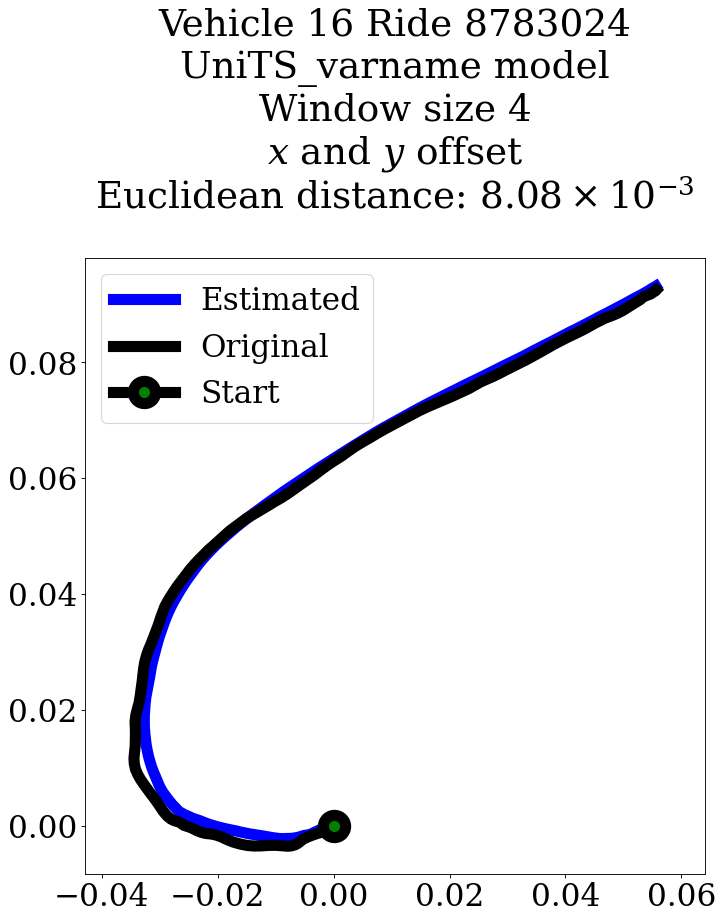 Vehicle 16 Ride 8783024
UniTS_varname model
Window size 4
x and y offset
Euclidean distance: 8.08 × 10⁻³
Estimated
Original
Start
0.08
0.06
0.04
0.02
0.00
−0.04 −0.02 0.00 0.02 0.04 0.06